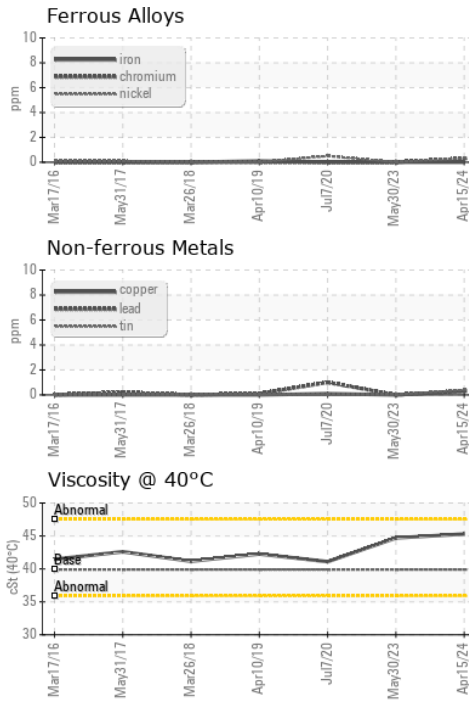 Ferrous Alloys
10
8
6
4
2
0
ppm
iron
chromium
nickel
Mar17/16
May31/17
Mar26/18
Apr10/19
Jul7/20
May30/23
Apr15/24
Non-ferrous Metals
10
8
6
4
2
0
ppm
copper
lead
tin
Mar17/16
May31/17
Mar26/18
Apr10/19
Jul7/20
May30/23
Apr15/24
Viscosity @ 40°C
50
45
40
35
30
cSt (40°C)
Abnormal
Base
Abnormal
Mar17/16
May31/17
Mar26/18
Apr10/19
Jul7/20
May30/23
Apr15/24